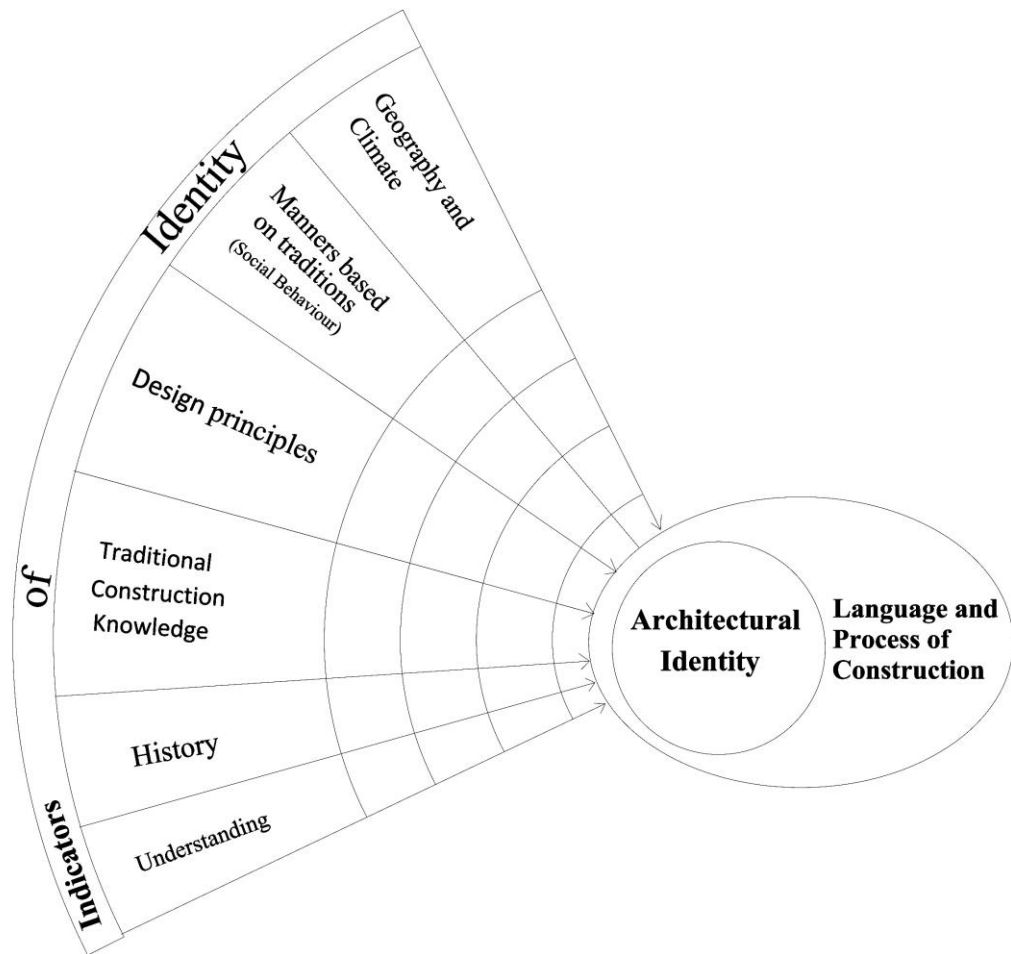 Indicators of Identity
Geography and
Climate
Manners based
on traditions
(Social Behaviour)
Design principles
Traditional
Construction
Knowledge
History
Understanding
Architectural
Identity
Language and
Process of
Construction